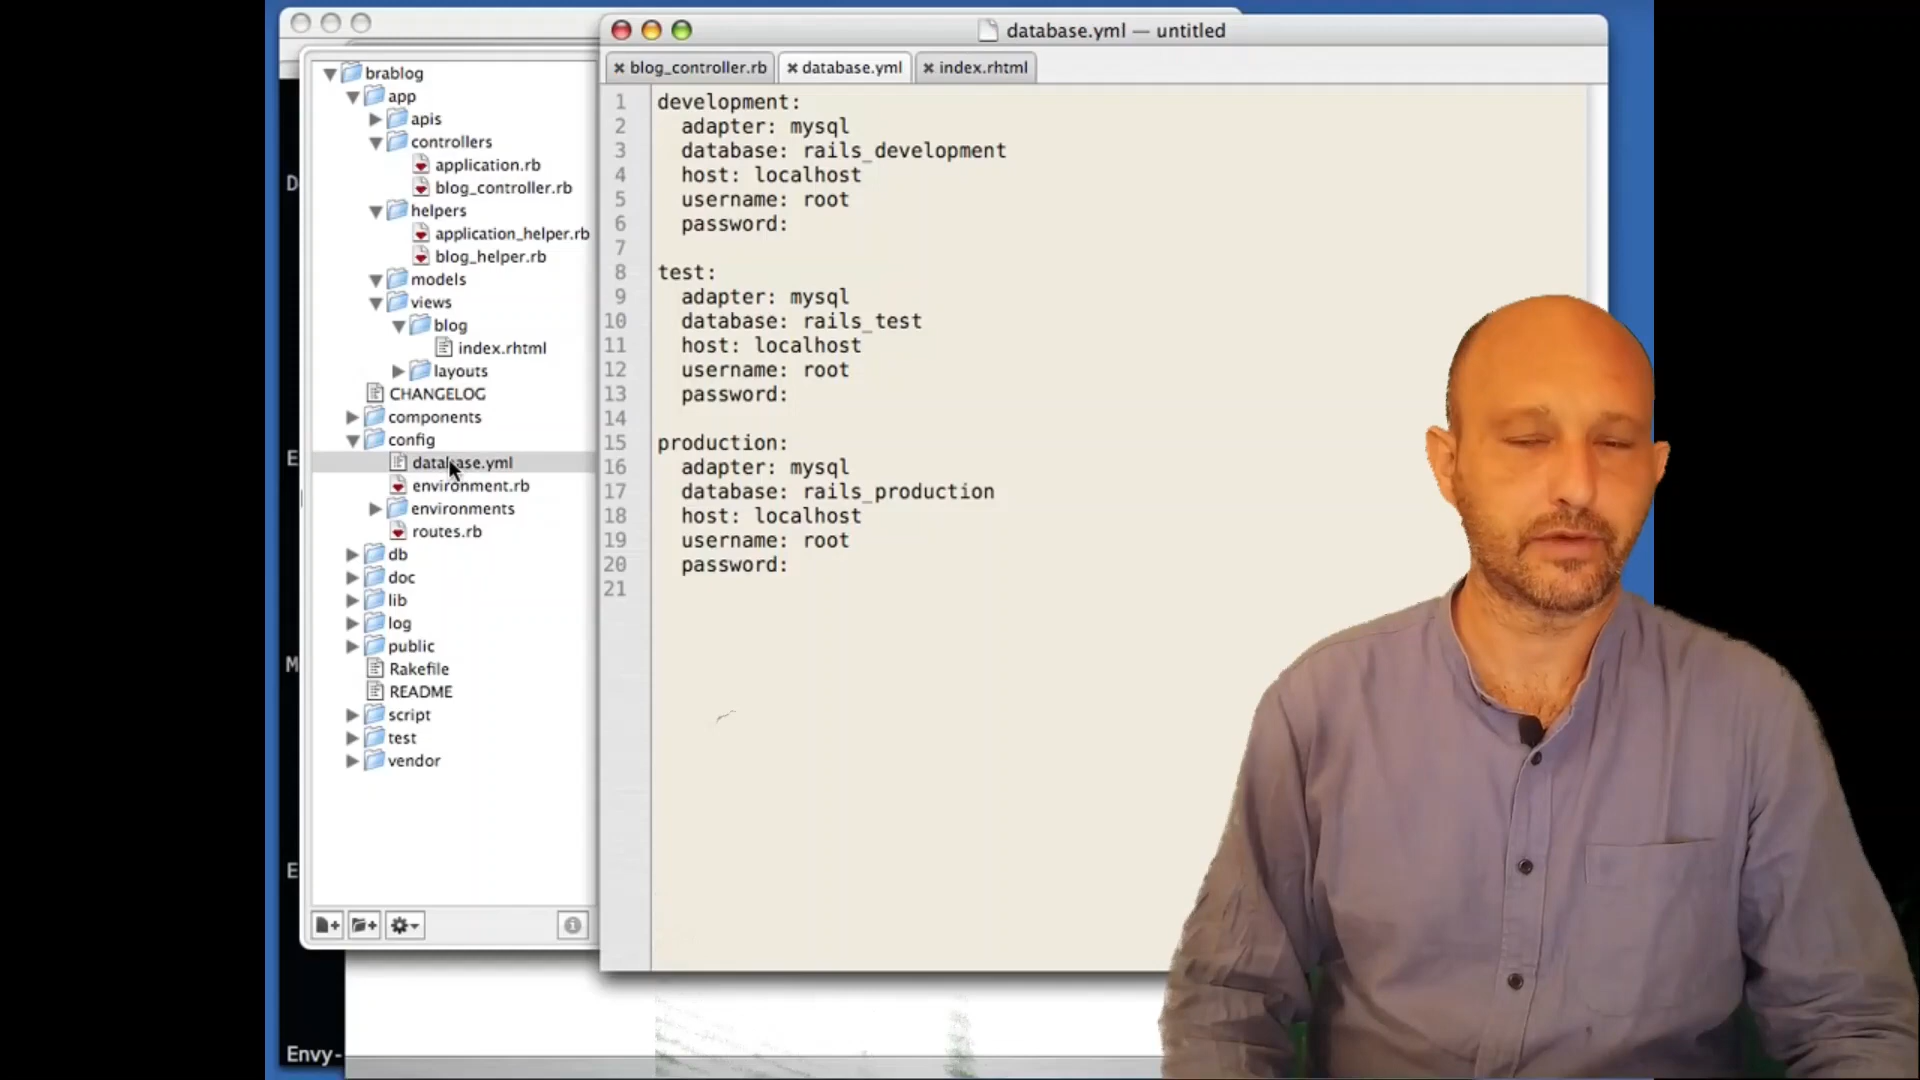 database.yml — untitled
blog_controller.rb
database.yml
index.rhtml
brablog
app
apis
controllers
application.rb
blog_controller.rb
helpers
application_helper.rb
blog_helper.rb
models
views
blog
index.rhtml
layouts
CHANGELOG
components
config
database.yml
environment.rb
environments
routes.rb
db
doc
lib
log
public
Rakefile
README
script
test
vendor
1 development:
2 adapter: mysql
3 database: rails_development
4 host: localhost
5 username: root
6 password:
7
8 test:
9 adapter: mysql
10 database: rails_test
11 host: localhost
12 username: root
13 password:
14
15 production:
16 adapter: mysql
17 database: rails_production
18 host: localhost
19 username: root
20 password:
21
D
E
M
E
Envy-